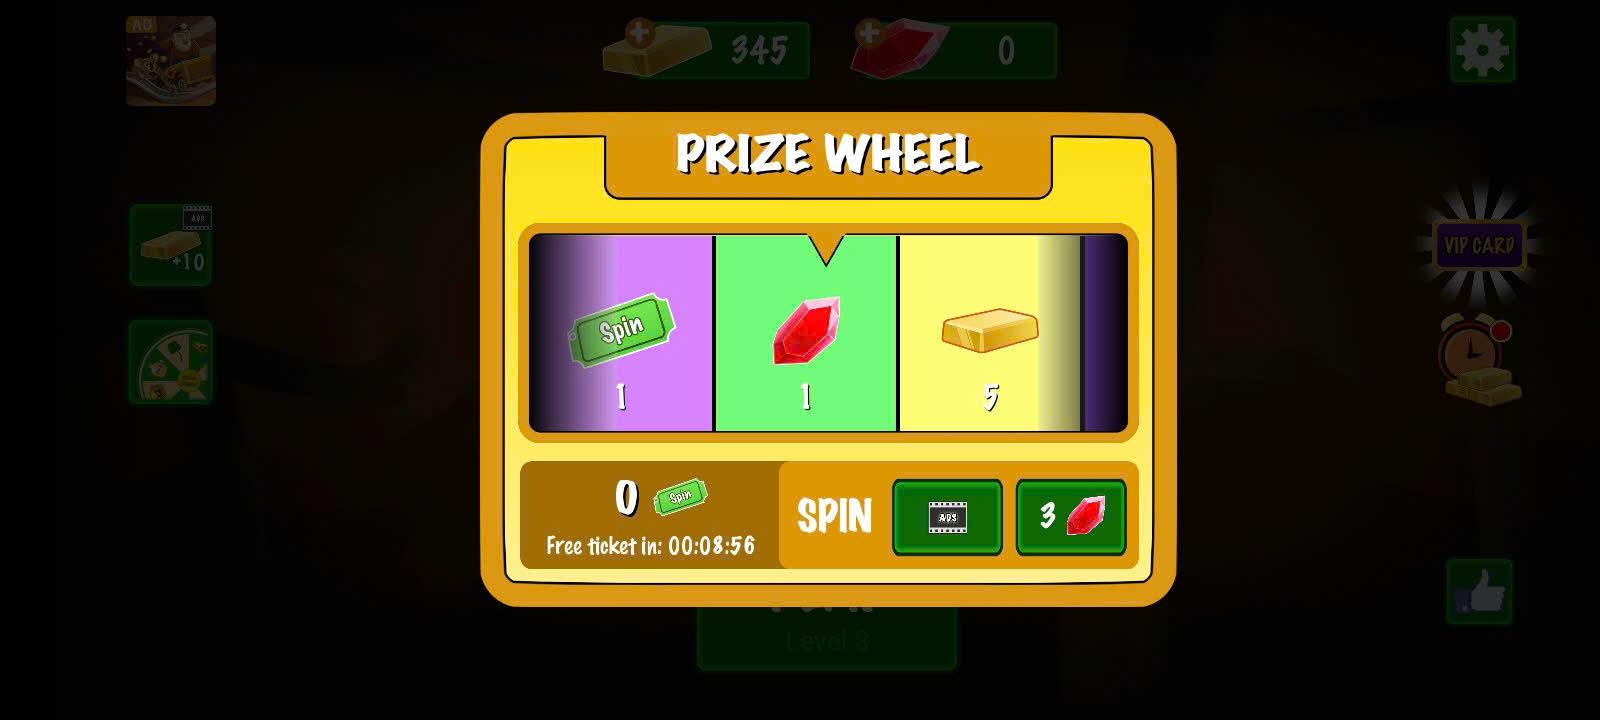 AD
345
0
PRIZE WHEEL
ADS
+10
VIP CARD
Spin
1
1
5
0
Spin
Free ticket in: 00:08:56
SPIN
ADS
3
Level 8